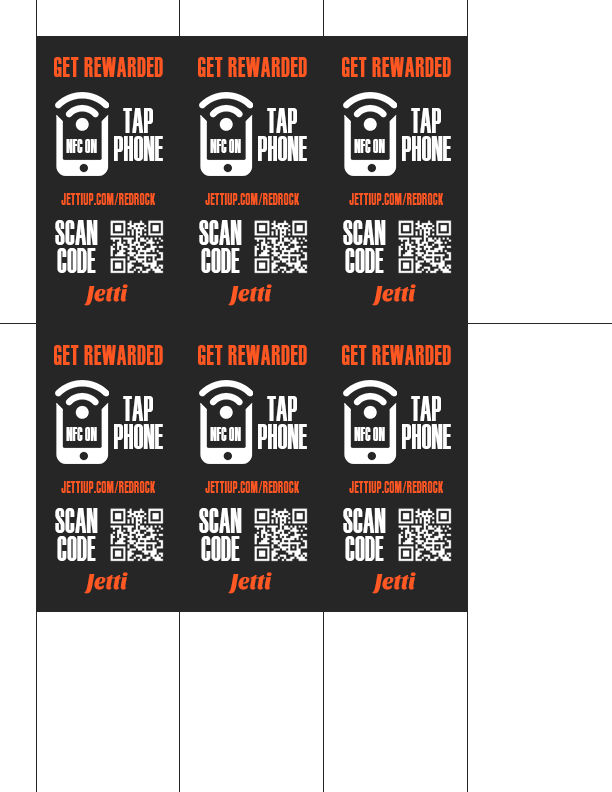 GET REWARDED
TAP
PHONE
NFC ON
JETTIUP.COM/REDROCK
SCAN
CODE
Jetti
GET REWARDED
TAP
PHONE
NFC ON
JETTIUP.COM/REDROCK
SCAN
CODE
Jetti
GET REWARDED
TAP
PHONE
NFC ON
JETTIUP.COM/REDROCK
SCAN
CODE
Jetti
GET REWARDED
TAP
PHONE
NFC ON
JETTIUP.COM/REDROCK
SCAN
CODE
Jetti
GET REWARDED
TAP
PHONE
NFC ON
JETTIUP.COM/REDROCK
SCAN
CODE
Jetti
GET REWARDED
TAP
PHONE
NFC ON
JETTIUP.COM/REDROCK
SCAN
CODE
Jetti